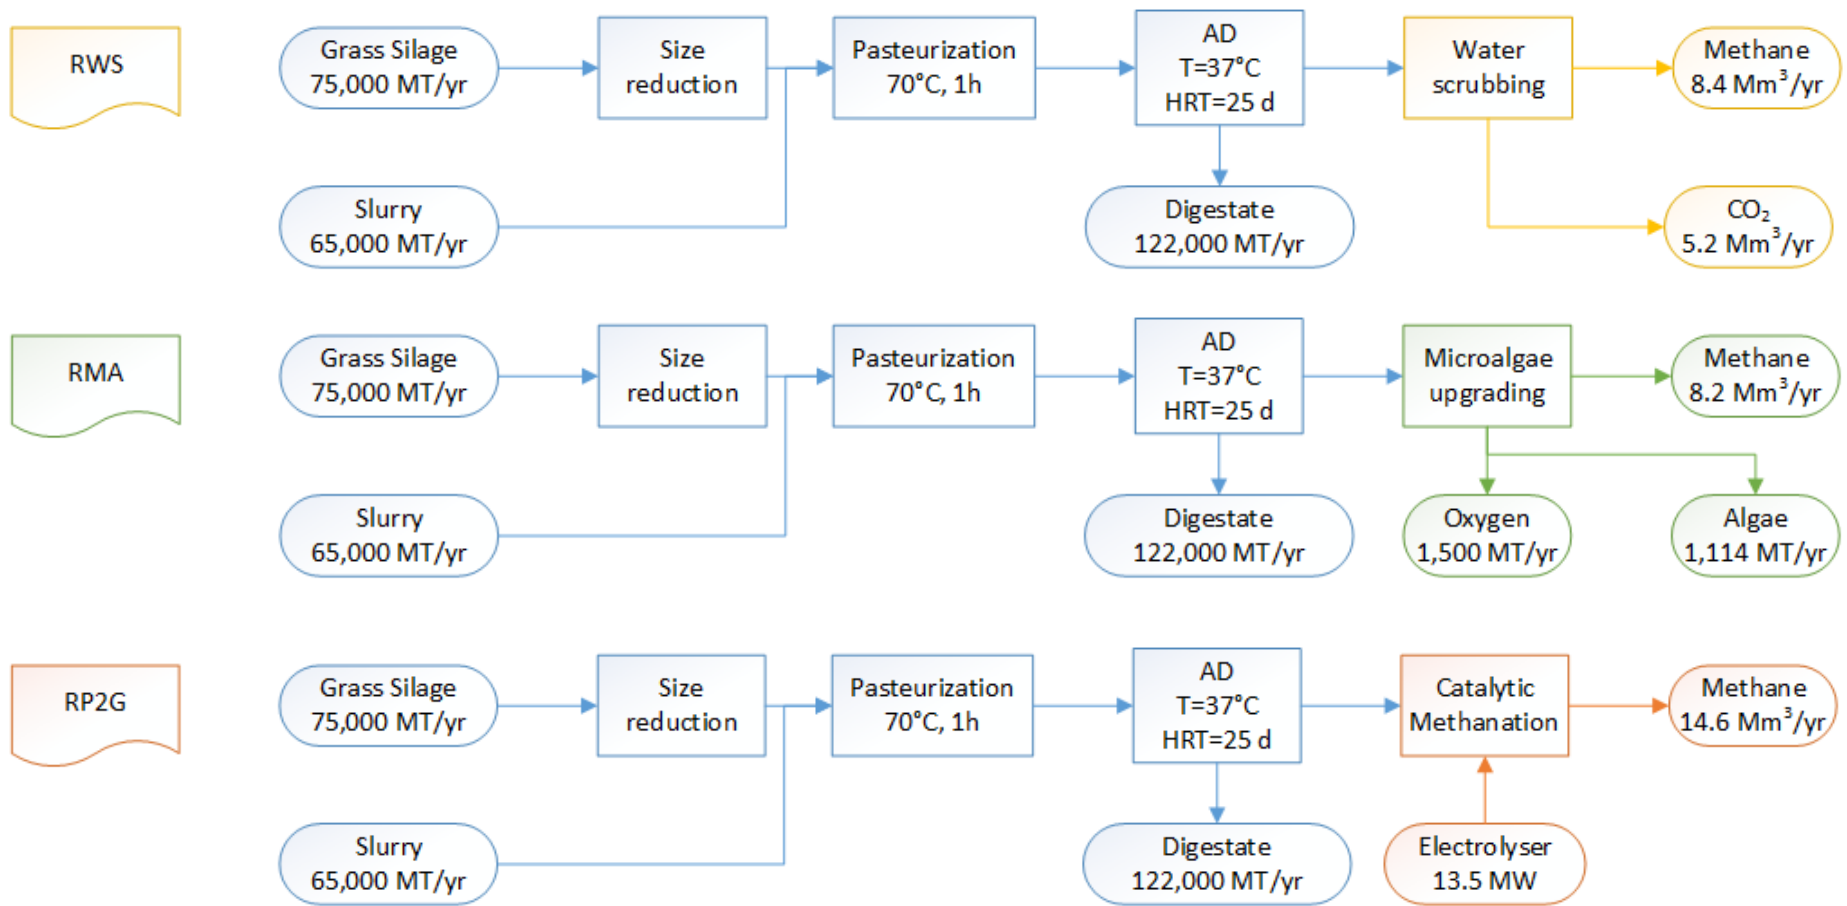 RWS
Grass Silage
75,000 MT/yr
Size
reduction
Pasteurization
70°C, 1h
AD
T=37°C
HRT=25 d
Water
scrubbing
Methane
8.4 Mm³/yr
Slurry
65,000 MT/yr
Digestate
122,000 MT/yr
CO₂
5.2 Mm³/yr
RMA
Grass Silage
75,000 MT/yr
Size
reduction
Pasteurization
70°C, 1h
AD
T=37°C
HRT=25 d
Microalgae
upgrading
Methane
8.2 Mm³/yr
Slurry
65,000 MT/yr
Digestate
122,000 MT/yr
Oxygen
1,500 MT/yr
Algae
1,114 MT/yr
RP2G
Grass Silage
75,000 MT/yr
Size
reduction
Pasteurization
70°C, 1h
AD
T=37°C
HRT=25 d
Catalytic
Methanation
Methane
14.6 Mm³/yr
Slurry
65,000 MT/yr
Digestate
122,000 MT/yr
Electrolyser
13.5 MW